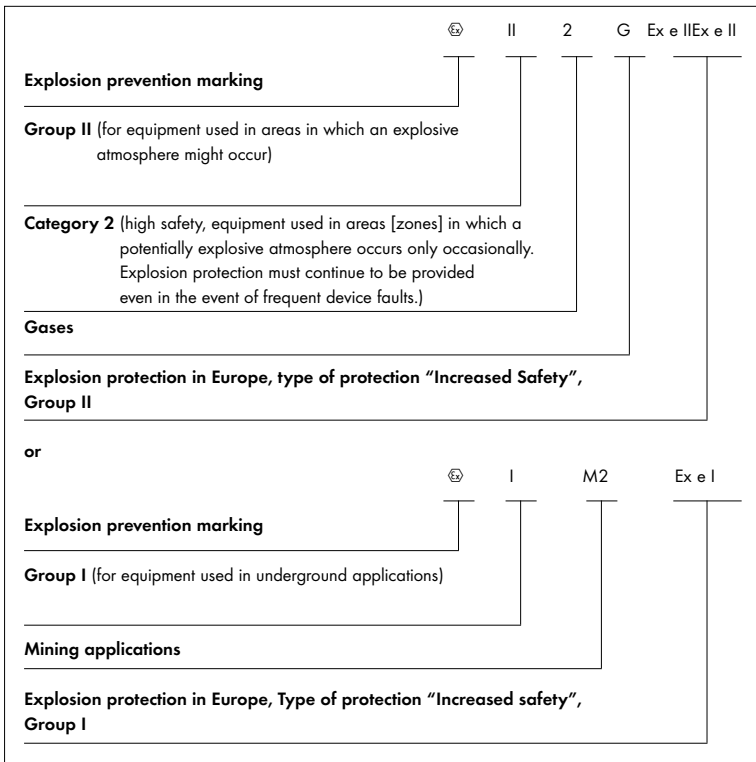 Ex II 2 G Ex e IIEx e II
Explosion prevention marking
Group II (for equipment used in areas in which an explosive
atmosphere might occur)
Category 2 (high safety, equipment used in areas [zones] in which a
potentially explosive atmosphere occurs only occasionally.
Explosion protection must continue to be provided
even in the event of frequent device faults.)
Gases
Explosion protection in Europe, type of protection “Increased Safety”,
Group II
or
Ex I M2 Ex e I
Explosion prevention marking
Group I (for equipment used in underground applications)
Mining applications
Explosion protection in Europe, Type of protection “Increased safety”,
Group I